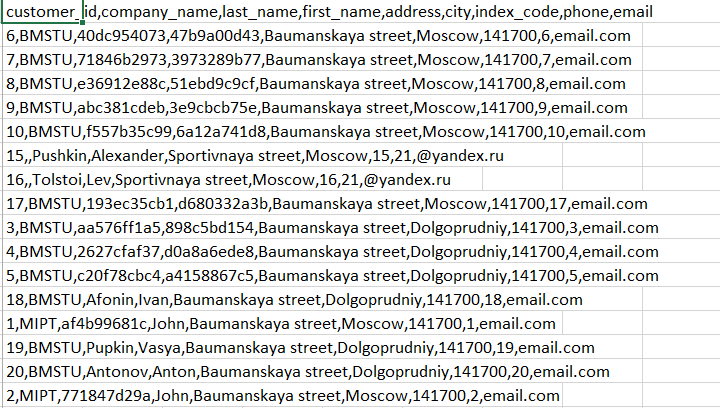 customer_id,company_name,last_name,first_name,address,city,index_code,phone,email
6,BMSTU,40dc954073,47b9a00d43,Baumanskaya street,Moscow,141700,6,email.com
7,BMSTU,71846b2973,3973289b77,Baumanskaya street,Moscow,141700,7,email.com
8,BMSTU,e36912e88c,51ebd9c9cf,Baumanskaya street,Moscow,141700,8,email.com
9,BMSTU,abc381cdeb,3e9cbcb75e,Baumanskaya street,Moscow,141700,9,email.com
10,BMSTU,f557b35c99,6a12a741d8,Baumanskaya street,Moscow,141700,10,email.com
15,,Pushkin,Alexander,Sportivnaya street,Moscow,15,21,@yandex.ru
16,,Tolstoi,Lev,Sportivnaya street,Moscow,16,21,@yandex.ru
17,BMSTU,193ec35cb1,d680332a3b,Baumanskaya street,Moscow,141700,17,email.com
3,BMSTU,aa576ff1a5,898c5bd154,Baumanskaya street,Dolgoprudniy,141700,3,email.com
4,BMSTU,2627cfaf37,d0a8a6ede8,Baumanskaya street,Dolgoprudniy,141700,4,email.com
5,BMSTU,c20f78cbc4,a4158867c5,Baumanskaya street,Dolgoprudniy,141700,5,email.com
18,BMSTU,Afonin,Ivan,Baumanskaya street,Dolgoprudniy,141700,18,email.com
1,MIPT,af4b99681c,John,Baumanskaya street,Moscow,141700,1,email.com
19,BMSTU,Pupkin,Vasya,Baumanskaya street,Dolgoprudniy,141700,19,email.com
20,BMSTU,Antonov,Anton,Baumanskaya street,Dolgoprudniy,141700,20,email.com
2,MIPT,771847d29a,John,Baumanskaya street,Moscow,141700,2,email.com